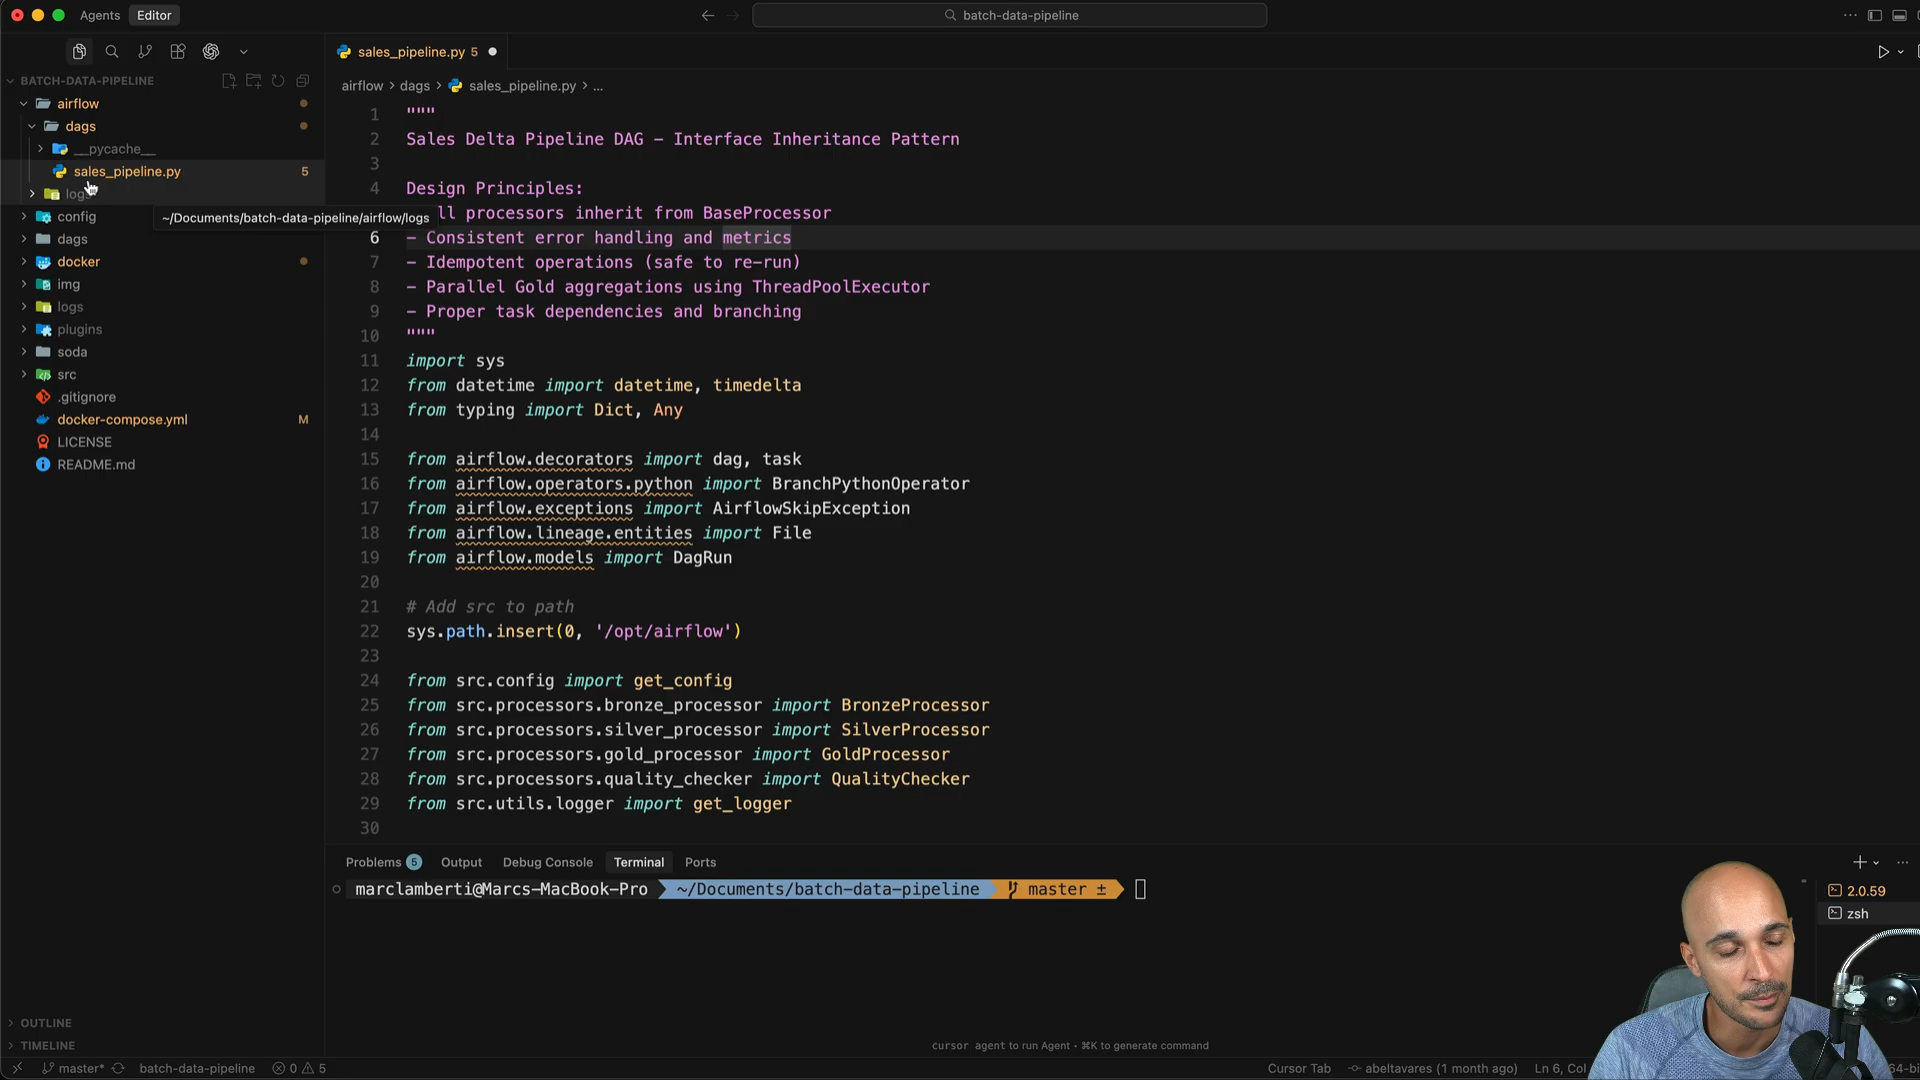 Agents Editor
batch-data-pipeline
sales_pipeline.py 5
BATCH-DATA-PIPELINE
airflow > dags > sales_pipeline.py > ...
airflow
dags
__pycache__
sales_pipeline.py 5
logs
~/Documents/batch-data-pipeline/airflow/logs
config
dags
docker
img
logs
plugins
soda
src
.gitignore
docker-compose.yml M
LICENSE
README.md
OUTLINE
TIMELINE
1 """
2 Sales Delta Pipeline DAG - Interface Inheritance Pattern
3
4 Design Principles:
ll processors inherit from BaseProcessor
6 - Consistent error handling and metrics
7 - Idempotent operations (safe to re-run)
8 - Parallel Gold aggregations using ThreadPoolExecutor
9 - Proper task dependencies and branching
10 """
11 import sys
12 from datetime import datetime, timedelta
13 from typing import Dict, Any
14
15 from airflow.decorators import dag, task
16 from airflow.operators.python import BranchPythonOperator
17 from airflow.exceptions import AirflowSkipException
18 from airflow.lineage.entities import File
19 from airflow.models import DagRun
20
21 # Add src to path
22 sys.path.insert(0, '/opt/airflow')
23
24 from src.config import get_config
25 from src.processors.bronze_processor import BronzeProcessor
26 from src.processors.silver_processor import SilverProcessor
27 from src.processors.gold_processor import GoldProcessor
28 from src.processors.quality_checker import QualityChecker
29 from src.utils.logger import get_logger
30
Problems 5 Output Debug Console Terminal Ports
marclamberti@Marcs-MacBook-Pro ~/Documents/batch-data-pipeline master ±
2.0.59
zsh
cursor agent to run Agent · ⌘K to generate command
master* batch-data-pipeline 0 5 Cursor Tab abeltavares (1 month ago) Ln 6, Col